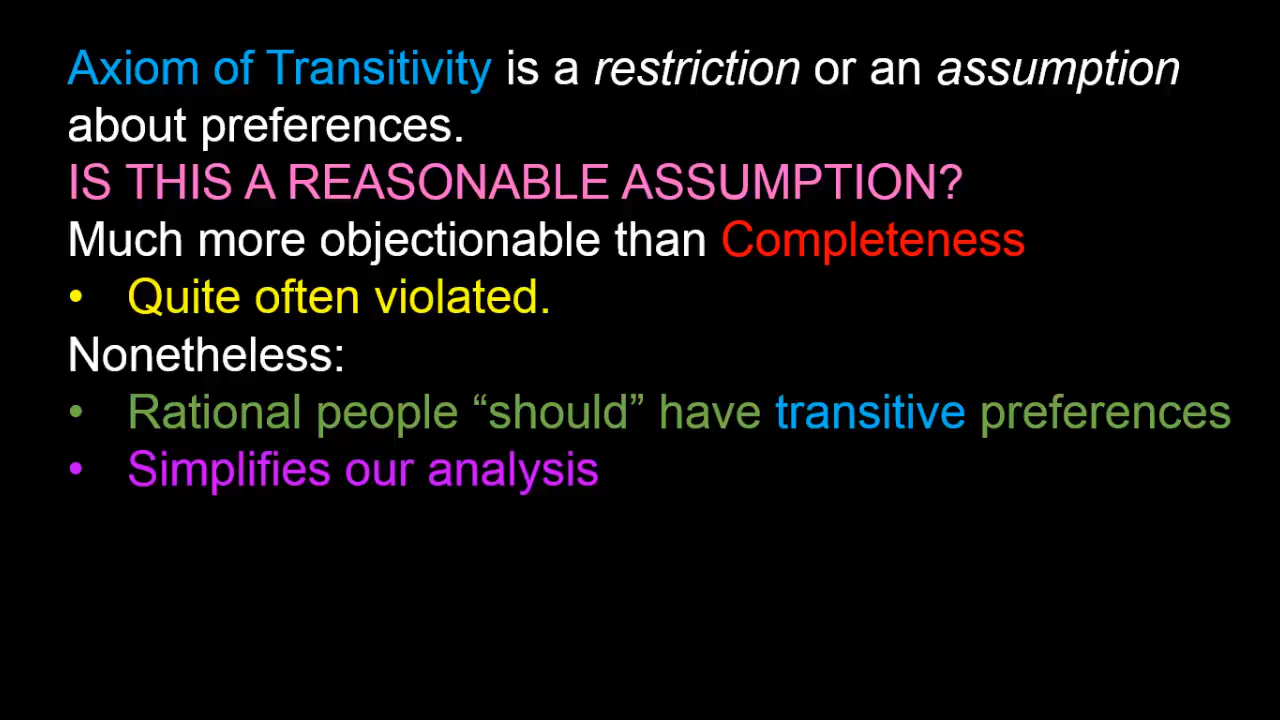 Axiom of Transitivity is a restriction or an assumption
about preferences.
IS THIS A REASONABLE ASSUMPTION?
Much more objectionable than Completeness
• Quite often violated.
Nonetheless:
• Rational people “should” have transitive preferences
• Simplifies our analysis